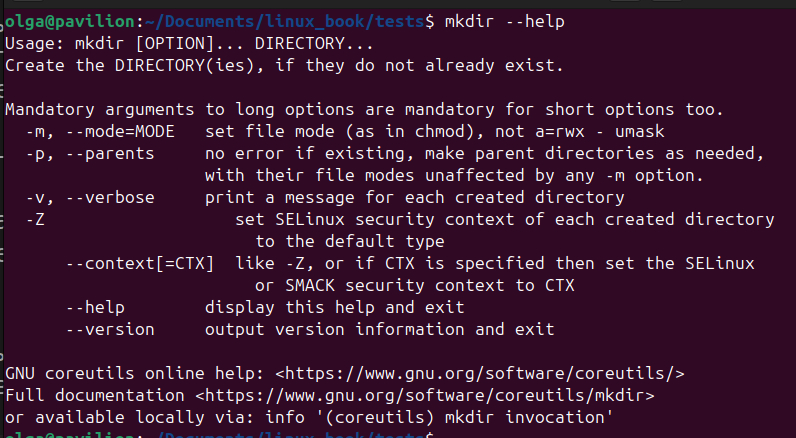 olga@pavilion:~/Documents/linux_book/tests$ mkdir --help
Usage: mkdir [OPTION]... DIRECTORY...
Create the DIRECTORY(ies), if they do not already exist.

Mandatory arguments to long options are mandatory for short options too.
  -m, --mode=MODE   set file mode (as in chmod), not a=rwx - umask
  -p, --parents     no error if existing, make parent directories as needed,
                    with their file modes unaffected by any -m option.
  -v, --verbose     print a message for each created directory
  -Z                   set SELinux security context of each created directory
                         to the default type
      --context[=CTX]  like -Z, or if CTX is specified then set the SELinux
                         or SMACK security context to CTX
      --help        display this help and exit
      --version     output version information and exit

GNU coreutils online help: <https://www.gnu.org/software/coreutils/>
Full documentation <https://www.gnu.org/software/coreutils/mkdir>
or available locally via: info '(coreutils) mkdir invocation'
olga@pavilion:~/Documents/linux_book/tests$